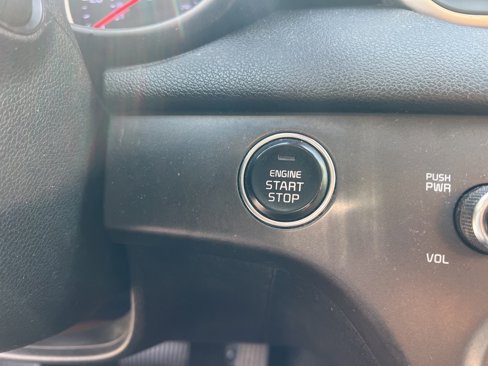 ENGINE
START
STOP
PUSH
PWR
VOL